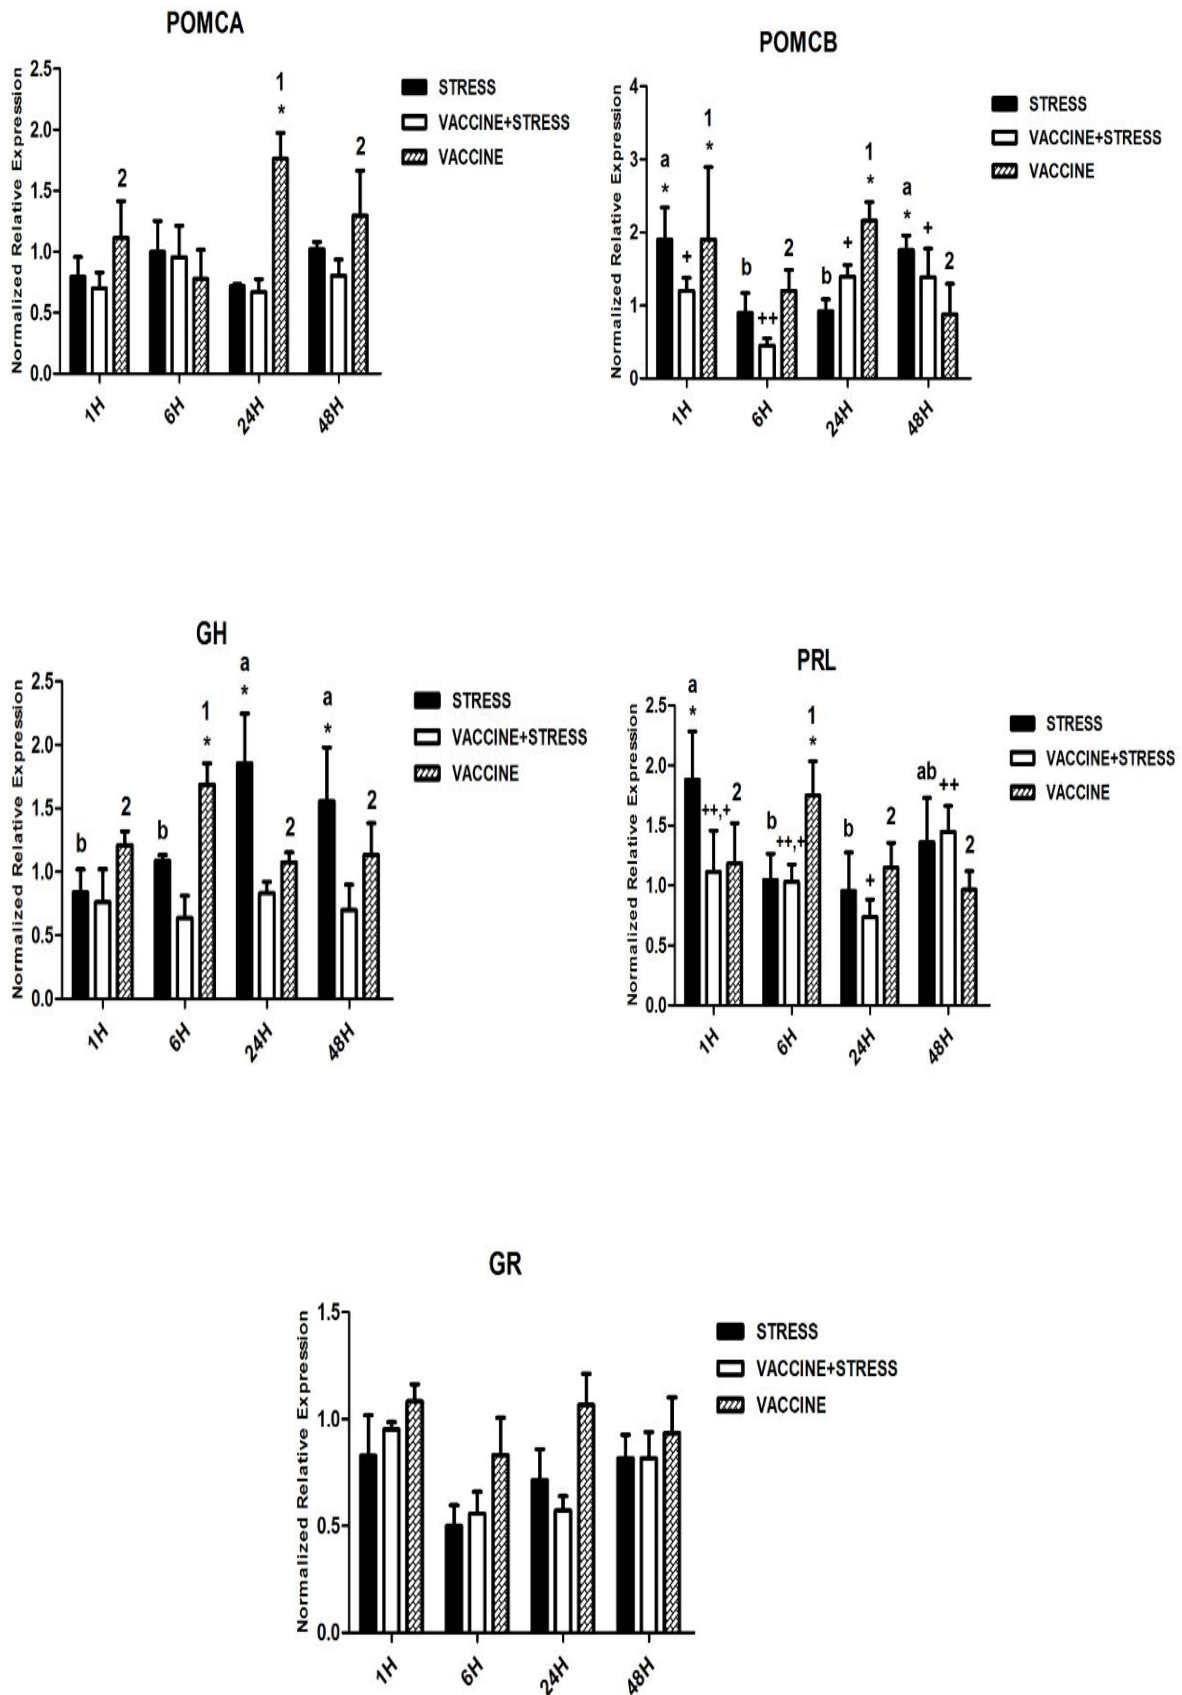 POMCA
Normalized Relative Expression
2.5
2.0
1.5
1.0
0.5
0.0
2
1
*
2
1H
6H
24H
48H
STRESS
VACCINE+STRESS
VACCINE
POMCB
Normalized Relative Expression
4
3
2
1
0
a
*
+
1
*
b
++
2
b
+
1
*
a
*
+
2
1H
6H
24H
48H
STRESS
VACCINE+STRESS
VACCINE
GH
Normalized Relative Expression
2.5
2.0
1.5
1.0
0.5
0.0
b
2
b
1
*
a
*
2
a
*
2
1H
6H
24H
48H
STRESS
VACCINE+STRESS
VACCINE
PRL
Normalized Relative Expression
2.5
2.0
1.5
1.0
0.5
0.0
a
*
++,+
2
b
++,+
1
*
b
+
2
ab
++
2
1H
6H
24H
48H
STRESS
VACCINE+STRESS
VACCINE
GR
Normalized Relative Expression
1.5
1.0
0.5
0.0
1H
6H
24H
48H
STRESS
VACCINE+STRESS
VACCINE